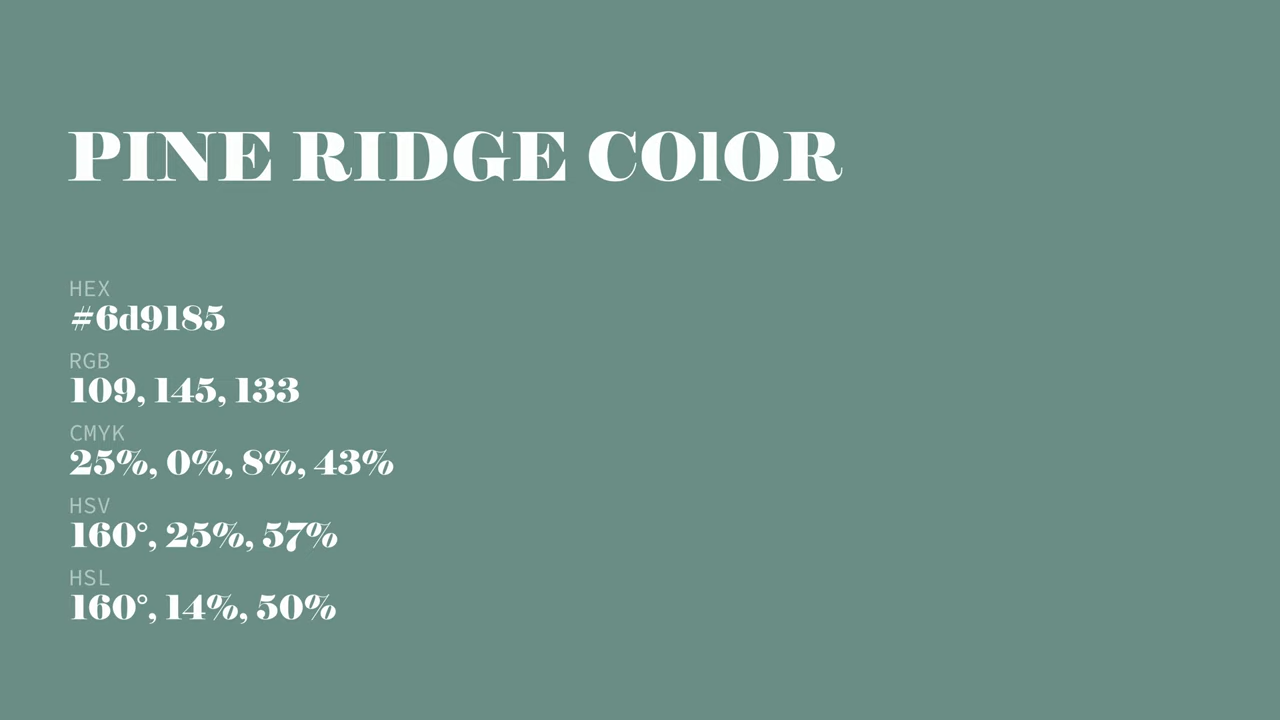 PINE RIDGE COlOR
HEX
#6d9185
RGB
109, 145, 133
CMYK
25%, 0%, 8%, 43%
HSV
160°, 25%, 57%
HSL
160°, 14%, 50%